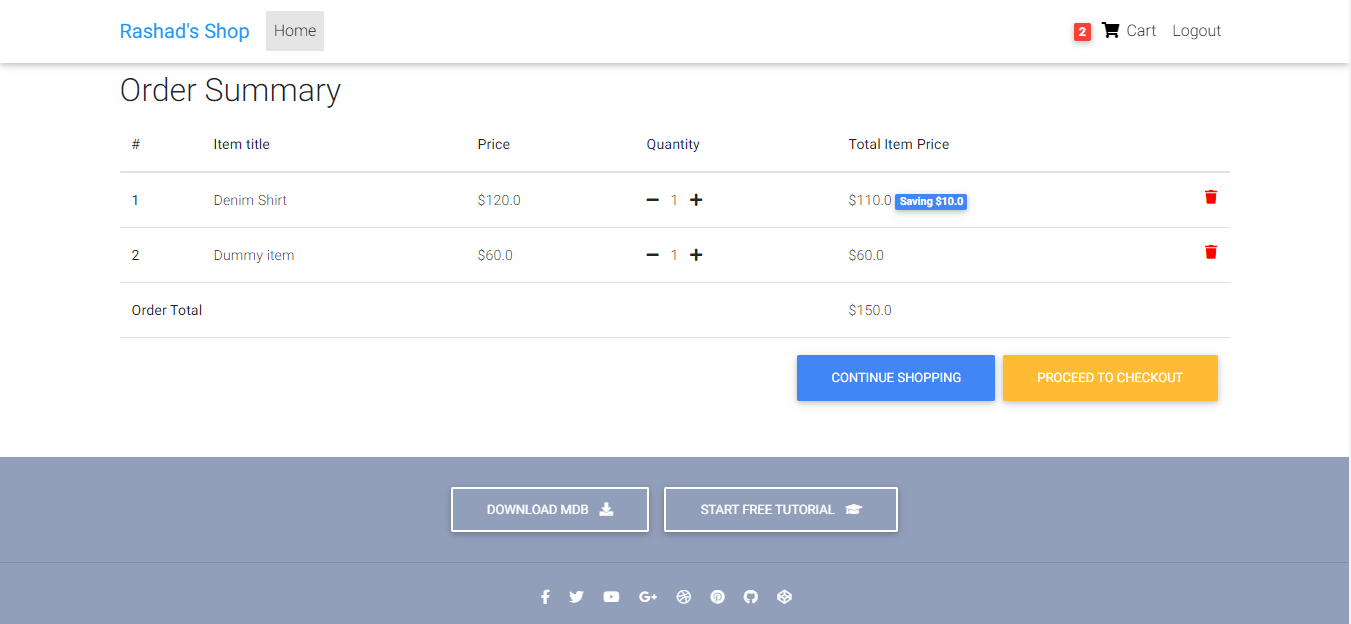 Rashad's Shop Home 2 Cart Logout
Order Summary
# Item title Price Quantity Total Item Price
1 Denim Shirt $120.0 1 $110.0 Saving $10.0
2 Dummy item $60.0 1 $60.0
Order Total $150.0
CONTINUE SHOPPING PROCEED TO CHECKOUT
DOWNLOAD MDB START FREE TUTORIAL